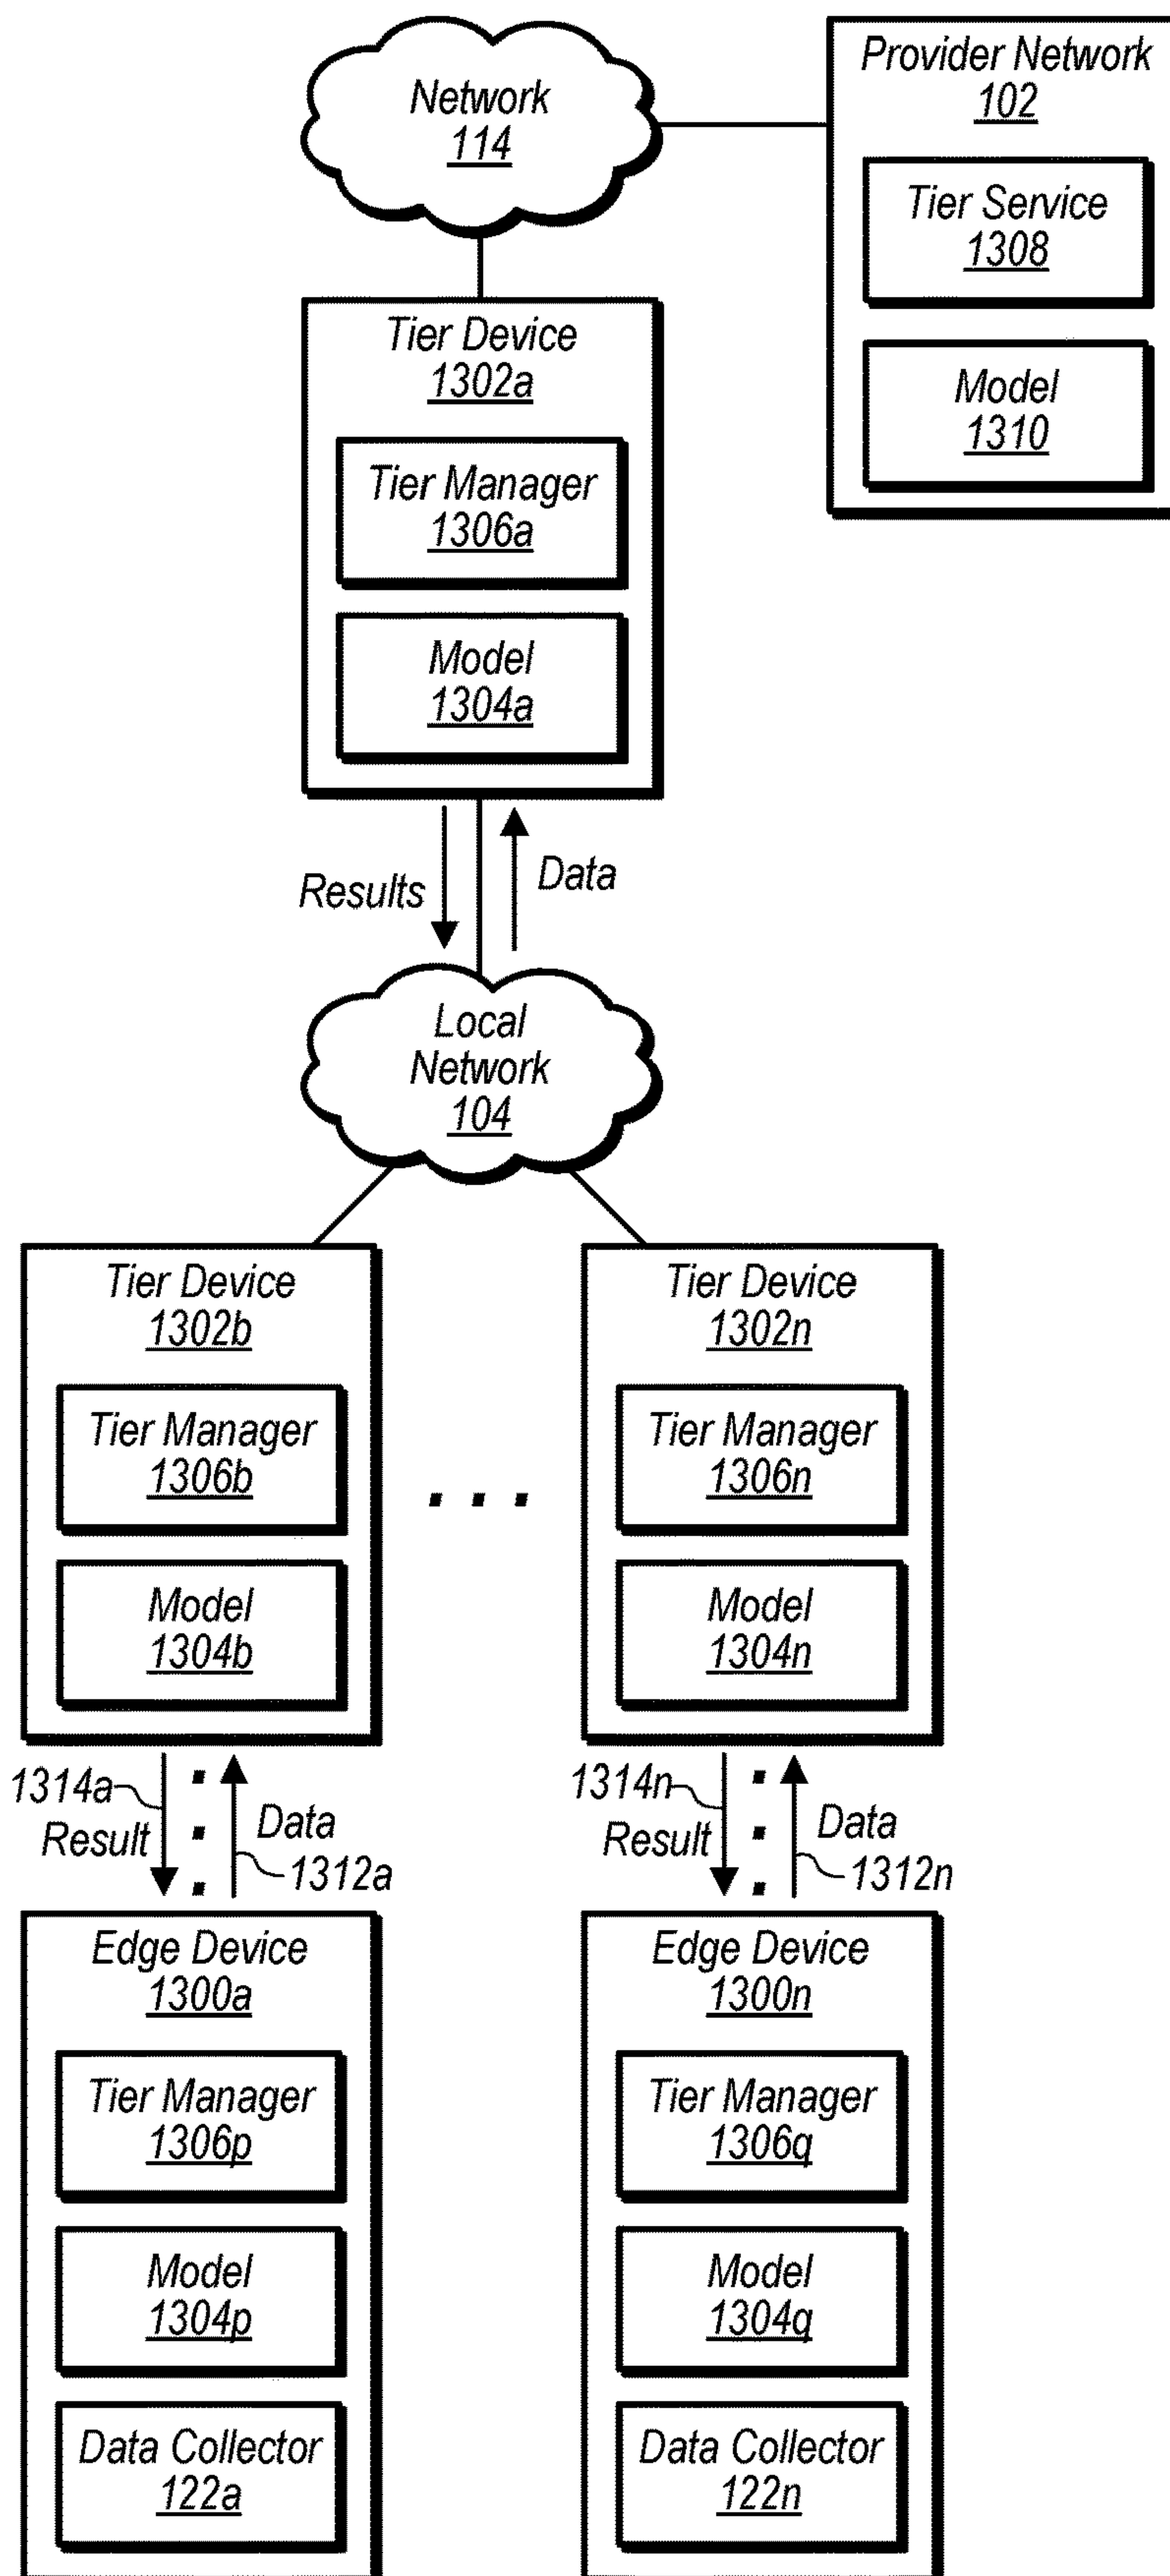 Network
114
Provider Network
102
Tier Service
1308
Model
1310
Tier Device
1302a
Tier Manager
1306a
Model
1304a
Results
Data
Local
Network
104
Tier Device
1302b
Tier Manager
1306b
Model
1304b
. . .
Tier Device
1302n
Tier Manager
1306n
Model
1304n
1314a
Result
Data
1312a
1314n
Result
Data
1312n
Edge Device
1300a
Tier Manager
1306p
Model
1304p
Data Collector
122a
Edge Device
1300n
Tier Manager
1306q
Model
1304q
Data Collector
122n